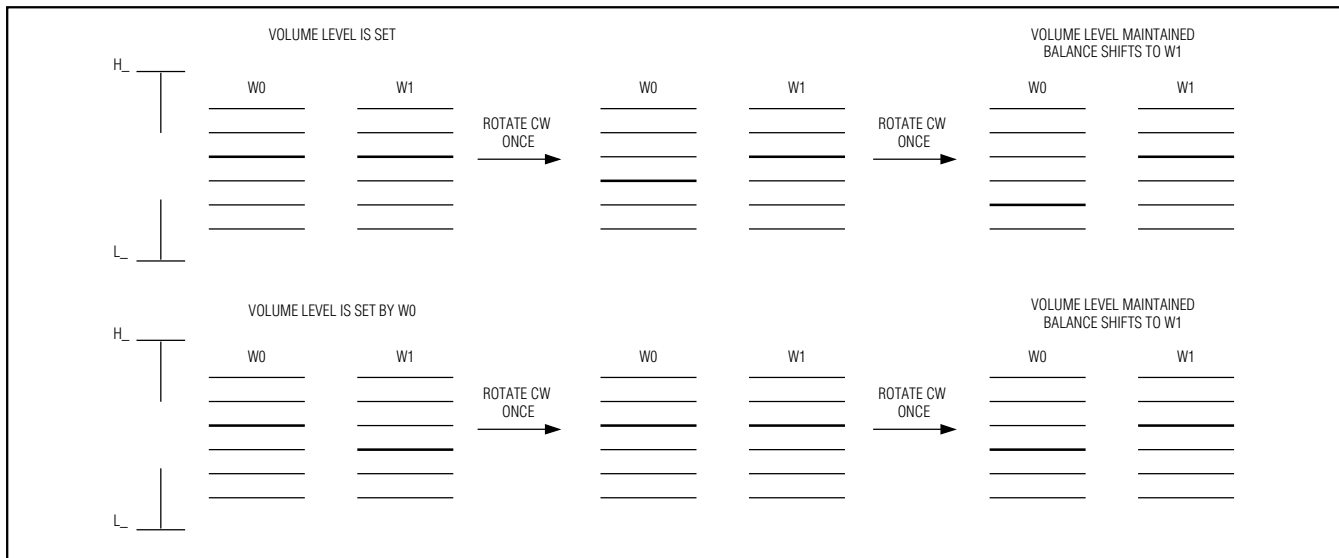 VOLUME LEVEL IS SET
VOLUME LEVEL MAINTAINED
BALANCE SHIFTS TO W1
H_
W0
W1
W0
W1
W0
W1
ROTATE CW
ONCE
ROTATE CW
ONCE
L_
VOLUME LEVEL IS SET BY W0
VOLUME LEVEL MAINTAINED
BALANCE SHIFTS TO W1
H_
W0
W1
W0
W1
W0
W1
ROTATE CW
ONCE
ROTATE CW
ONCE
L_